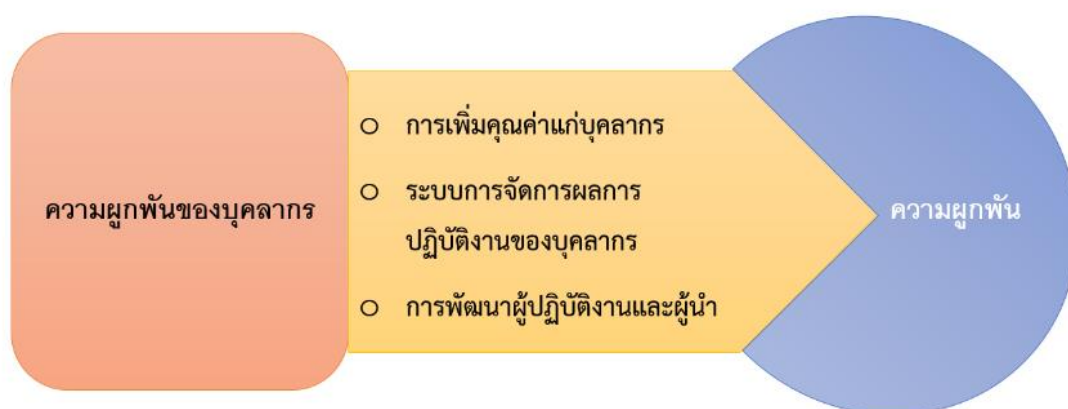 ความผูกพันของบุคลากร
o การเพิ่มคุณค่าแก่บุคลากร
o ระบบการจัดการผลการ
ปฏิบัติงานของบุคลากร
o การพัฒนาผู้ปฏิบัติงานและผู้นำ
ความผูกพัน